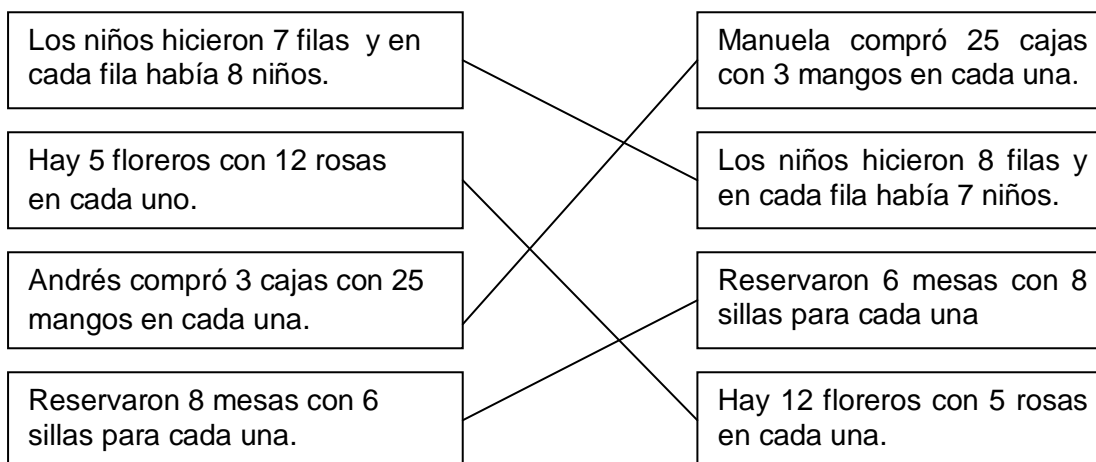 Los niños hicieron 7 filas y en
cada fila había 8 niños.
Hay 5 floreros con 12 rosas
en cada uno.
Andrés compró 3 cajas con 25
mangos en cada una.
Reservaron 8 mesas con 6
sillas para cada una.
Manuela compró 25 cajas
con 3 mangos en cada una.
Los niños hicieron 8 filas y
en cada fila había 7 niños.
Reservaron 6 mesas con 8
sillas para cada una
Hay 12 floreros con 5 rosas
en cada una.